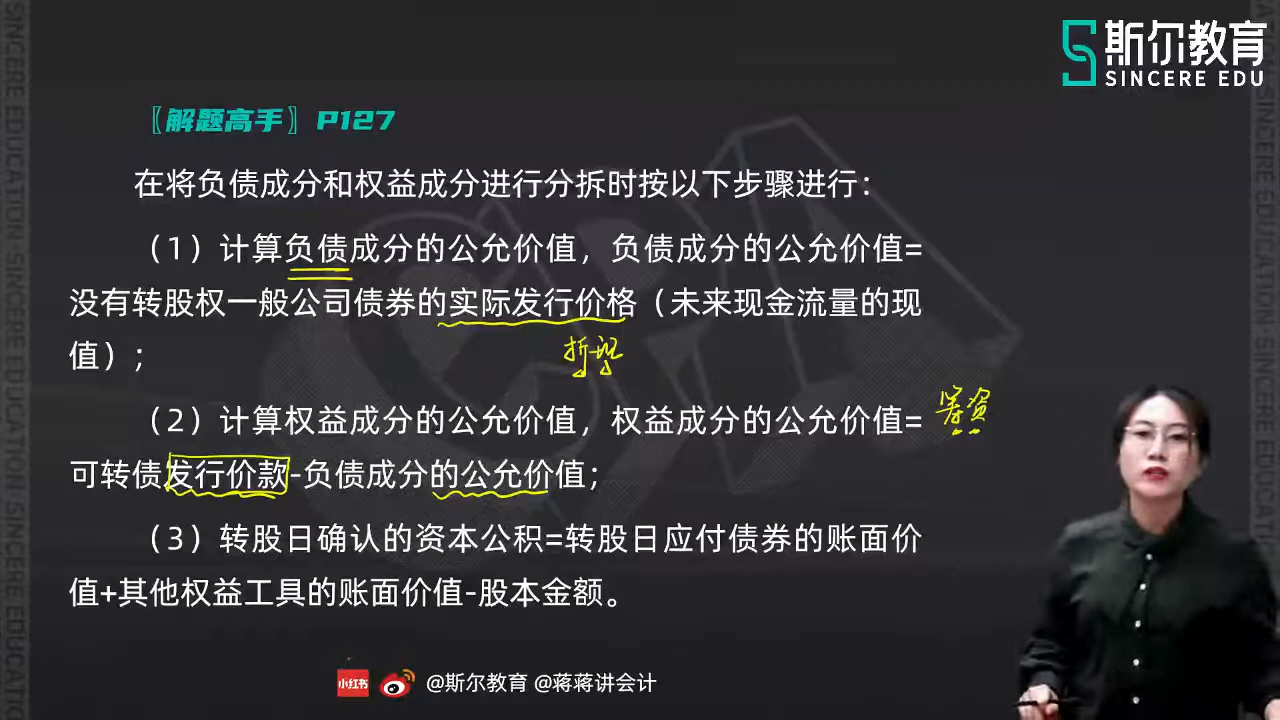 斯尔教育
SINCERE EDU
〖解题高手〗P127
在将负债成分和权益成分进行分拆时按以下步骤进行：
（1）计算负债成分的公允价值，负债成分的公允价值=
没有转股权一般公司债券的实际发行价格（未来现金流量的现
值）；
折现
（2）计算权益成分的公允价值，权益成分的公允价值=
筹资
可转债发行价款-负债成分的公允价值；
（3）转股日确认的资本公积=转股日应付债券的账面价
值+其他权益工具的账面价值-股本金额。
小红书 @斯尔教育 @蒋蒋讲会计
SINCERE EDUCATION